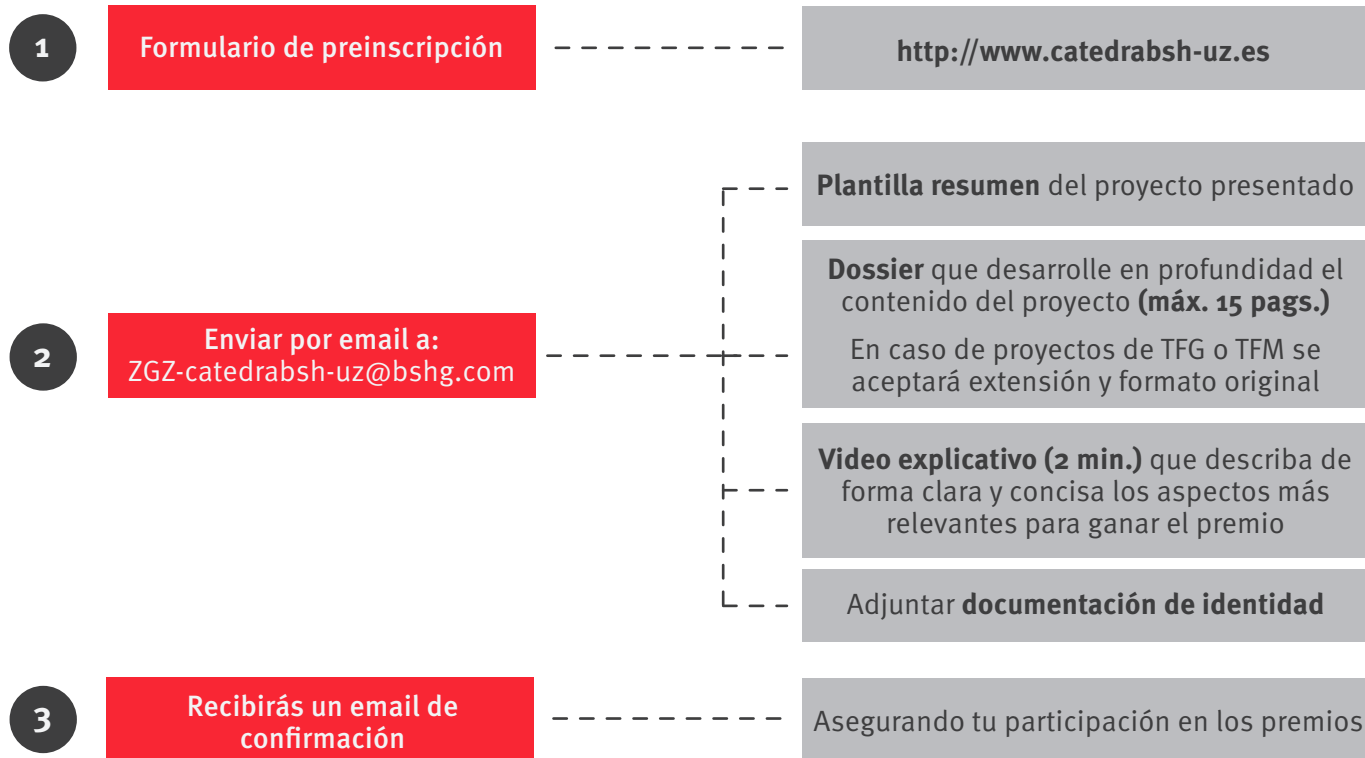 1
Formulario de preinscripción
http://www.catedrabsh-uz.es
2
Enviar por email a:
ZGZ-catedrabsh-uz@bshg.com
Plantilla resumen del proyecto presentado
Dossier que desarrolle en profundidad el
contenido del proyecto (máx. 15 pags.)
En caso de proyectos de TFG o TFM se
aceptará extensión y formato original
Video explicativo (2 min.) que describa de
forma clara y concisa los aspectos más
relevantes para ganar el premio
Adjuntar documentación de identidad
3
Recibirás un email de
confirmación
Asegurando tu participación en los premios